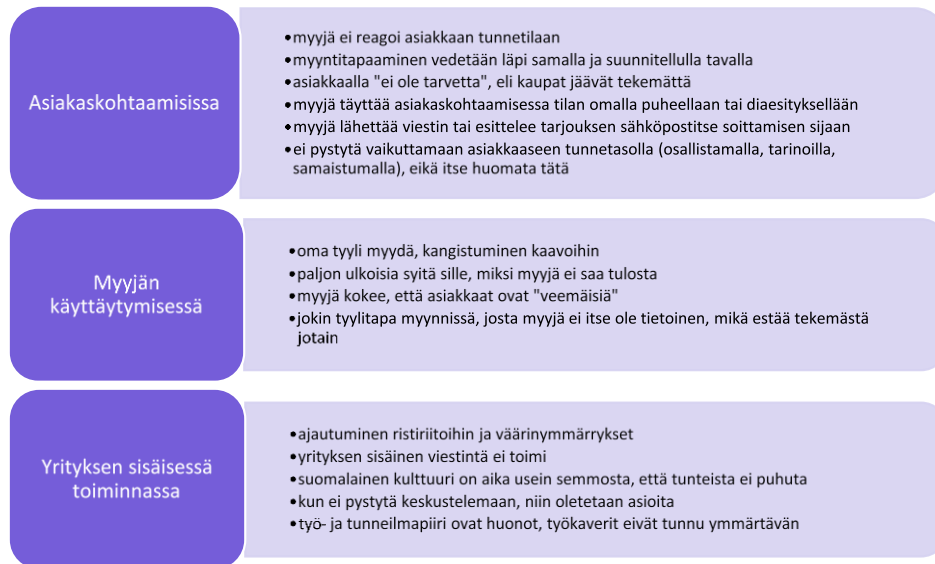 Asiakaskohtaamisissa
•myyjä ei reagoi asiakkaan tunnetilaan
•myyntitapaaminen vedetään läpi samalla ja suunnitellulla tavalla
•asiakkaalla "ei ole tarvetta", eli kaupat jäävät tekemättä
•myyjä täyttää asiakaskohtaamisessa tilan omalla puheellaan tai diaesityksellään
•myyjä lähettää viestin tai esittelee tarjouksen sähköpostitse soittamisen sijaan
•ei pystytä vaikuttamaan asiakkaaseen tunnetasolla (osallistamalla, tarinoilla,
samaistumalla), eikä itse huomata tätä
Myyjän
käyttäytymisessä
•oma tyyli myydä, kangistuminen kaavoihin
•paljon ulkoisia syitä sille, miksi myyjä ei saa tulosta
•myyjä kokee, että asiakkaat ovat "veemäisiä"
•jokin tyylitapa myynnissä, josta myyjä ei itse ole tietoinen, mikä estää tekemästä
jotain
Yrityksen sisäisessä
toiminnassa
•ajautuminen ristiriitoihin ja väärinymmärrykset
•yrityksen sisäinen viestintä ei toimi
•suomalainen kulttuuri on aika usein semmosta, että tunteista ei puhuta
•kun ei pystytä keskustelemaan, niin oletetaan asioita
•työ- ja tunneilmapiiri ovat huonot, työkaverit eivät tunnu ymmärtävän